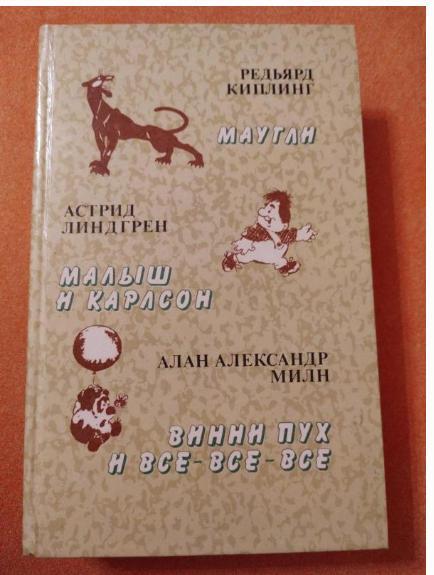 РЕДЬЯРД
КИПЛИНГ
МАУГЛИ
АСТРИД
ЛИНДГРЕН
МАЛЫШ
И КАРЛСОН
АЛАН АЛЕКСАНДР
МИЛН
ВИННИ ПУХ
И ВСЕ-ВСЕ-ВСЕ